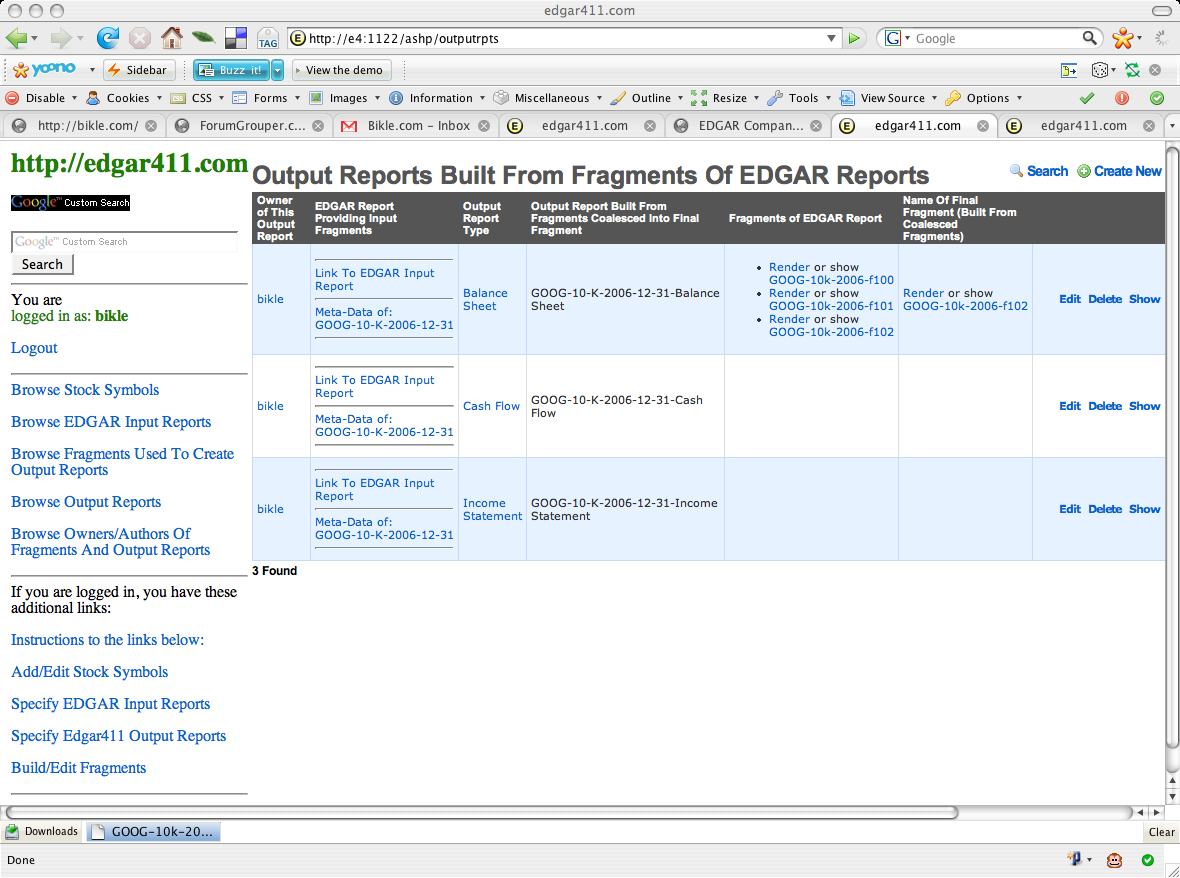 edgar411.com
TAG
E http://e4:1122/ashp/outputrpts
G Google
yoono Sidebar Buzz it! View the demo
Disable Cookies CSS Forms Images Information Miscellaneous Outline Resize Tools View Source Options
http://bikle.com/ ForumGrouper.c... Bikle.com – Inbox edgar411.com EDGAR Compan... edgar411.com edgar411.com
http://edgar411.com
Google™ Custom Search
Google™ Custom Search
Search
You are
logged in as: bikle
Logout
Browse Stock Symbols
Browse EDGAR Input Reports
Browse Fragments Used To Create
Output Reports
Browse Output Reports
Browse Owners/Authors Of
Fragments And Output Reports
If you are logged in, you have these
additional links:
Instructions to the links below:
Add/Edit Stock Symbols
Specify EDGAR Input Reports
Specify Edgar411 Output Reports
Build/Edit Fragments
Output Reports Built From Fragments Of EDGAR Reports
Search Create New
Owner
of This
Output
Report
EDGAR Report
Providing Input
Fragments
Output
Report
Type
Output Report Built From
Fragments Coalesced Into Final
Fragment
Fragments of EDGAR Report
Name Of Final
Fragment (Built From
Coalesced
Fragments)
bikle
Link To EDGAR Input
Report
Meta-Data of:
GOOG-10-K-2006-12-31
Balance
Sheet
GOOG-10-K-2006-12-31-Balance
Sheet
• Render or show
GOOG-10k-2006-f100
• Render or show
GOOG-10k-2006-f101
• Render or show
GOOG-10k-2006-f102
Render or show
GOOG-10k-2006-f102
Edit Delete Show
bikle
Link To EDGAR Input
Report
Meta-Data of:
GOOG-10-K-2006-12-31
Cash Flow
GOOG-10-K-2006-12-31-Cash
Flow
Edit Delete Show
bikle
Link To EDGAR Input
Report
Meta-Data of:
GOOG-10-K-2006-12-31
Income
Statement
GOOG-10-K-2006-12-31-Income
Statement
Edit Delete Show
3 Found
Downloads GOOG-10k-20... Clear
Done